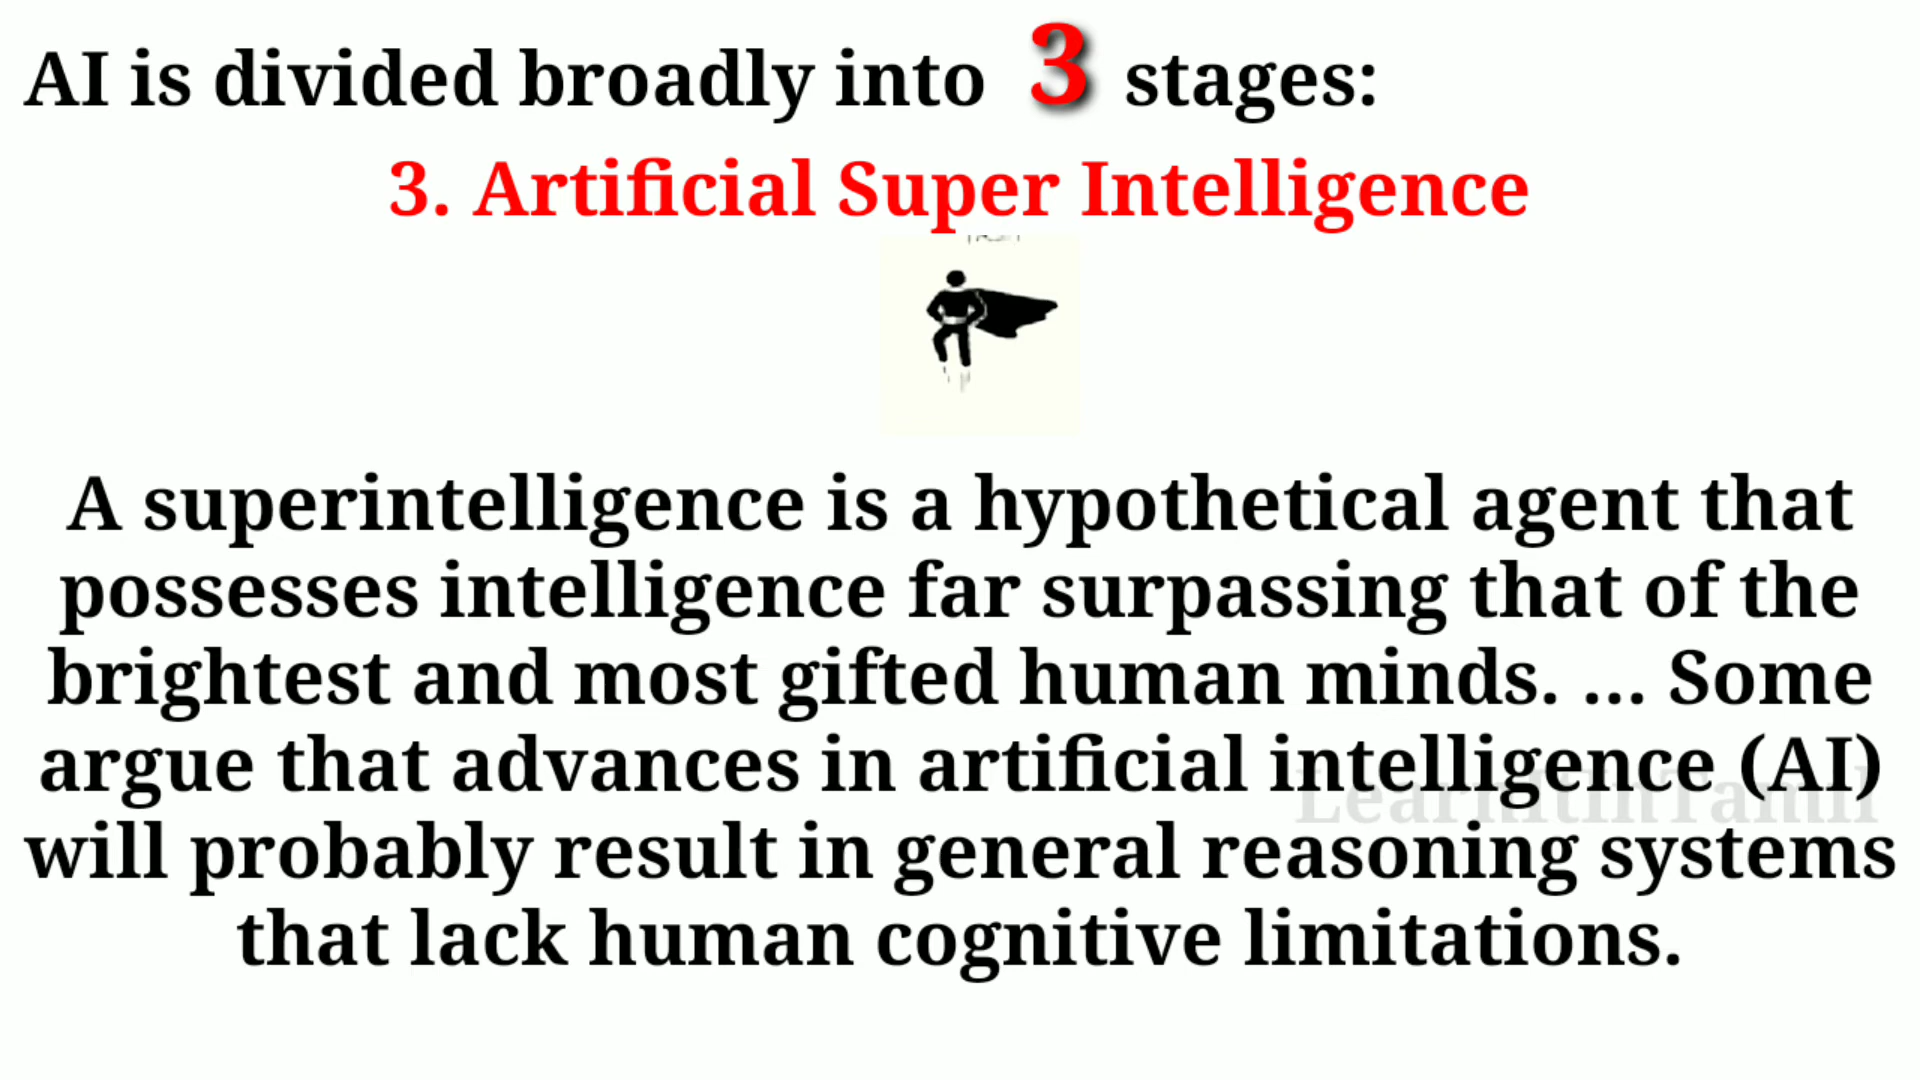 AI is divided broadly into 3 stages:
3. Artificial Super Intelligence
A superintelligence is a hypothetical agent that
possesses intelligence far surpassing that of the
brightest and most gifted human minds. ... Some
argue that advances in artificial intelligence (AI)
LearnItInTamil
will probably result in general reasoning systems
that lack human cognitive limitations.